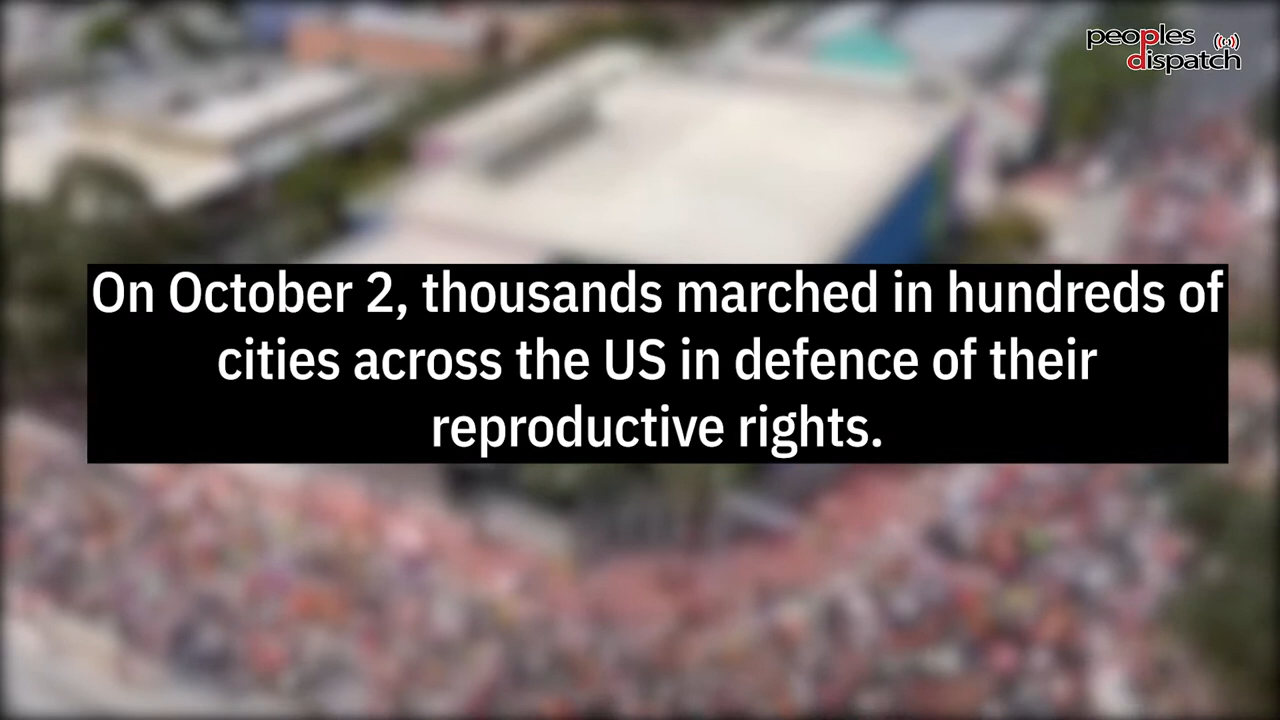 peoples
dispatch
On October 2, thousands marched in hundreds of
cities across the US in defence of their
reproductive rights.